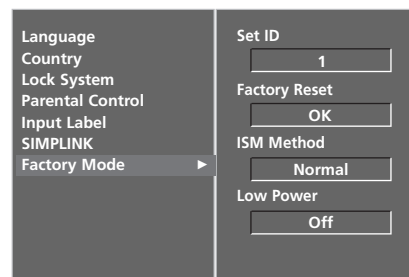 Language
Country
Lock System
Parental Control
Input Label
SIMPLINK
Factory Mode ►
Set ID
1
Factory Reset
OK
ISM Method
Normal
Low Power
Off